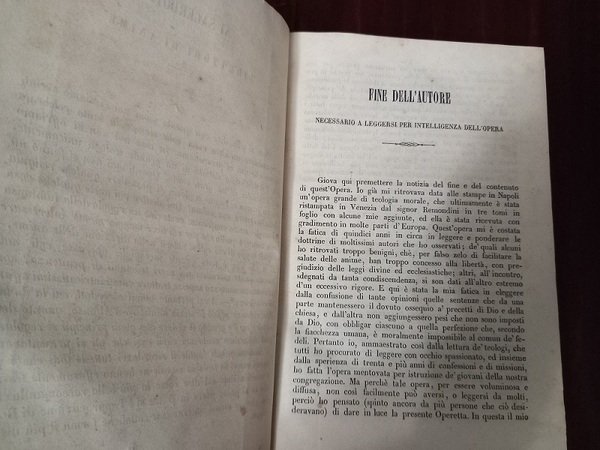 FINE DELL'AUTORE
NECESSARIO A LEGGERSI PER INTELLIGENZA DELL'OPERA
Giova qui premettere la notizia del fine e del contenuto
di quest'Opera. Io già mi ritrovava data alle stampe in Napoli
un'opera grande di teologia morale, che ultimamente è stata
ristampata in Venezia dal signor Remondini in tre tomi in
foglio con alcune mie aggiunte, ed ella è stata ricevuta con
gradimento in molte parti d'Europa. Quest'opera mi è costata
la fatica di quindici anni in circa in leggere e ponderare le
dottrine di moltissimi autori che ho osservati; de' quali alcuni
ho ritrovati troppo benigni, chè, per falso zelo di facilitare la
salute delle anime, han troppo concesso alla libertà, con pre-
giudizio delle leggi divine ed ecclesiastiche; altri, all'incontro,
sdegnati da tanta condiscendenza, si son dati all'altro estremo
d'un eccessivo rigore. E qui è stata la mia fatica in eleggere
dalla confusione di tante opinioni quelle sentenze che da una
parte mantenessero il dovuto ossequio a' precetti di Dio e della
chiesa, e dall'altra non aggiungessero pesi che non sono imposti
da Dio, con obbligar ciascuno a quella perfezione che, secondo
la fiacchezza umana, è moralmente impossibile al comun de' fe-
deli. Pertanto io, ammaestrato così dalla lettura de' teologi, che
tutti ho procurato di leggere con occhio spassionato, ed insieme
dalla sperienza di trenta e più anni di confessioni e di missioni,
ho fatta l'opera mentovata per istruzione de' giovani della nostra
congregazione. Ma perchè tale opera, per essere voluminosa e
diffusa, non così facilmente può aversi, o leggersi da molti,
perciò ho pensato (spinto ancora da più persone che ciò desi-
deravano) di dare in luce la presente Operetta. In questa il mio